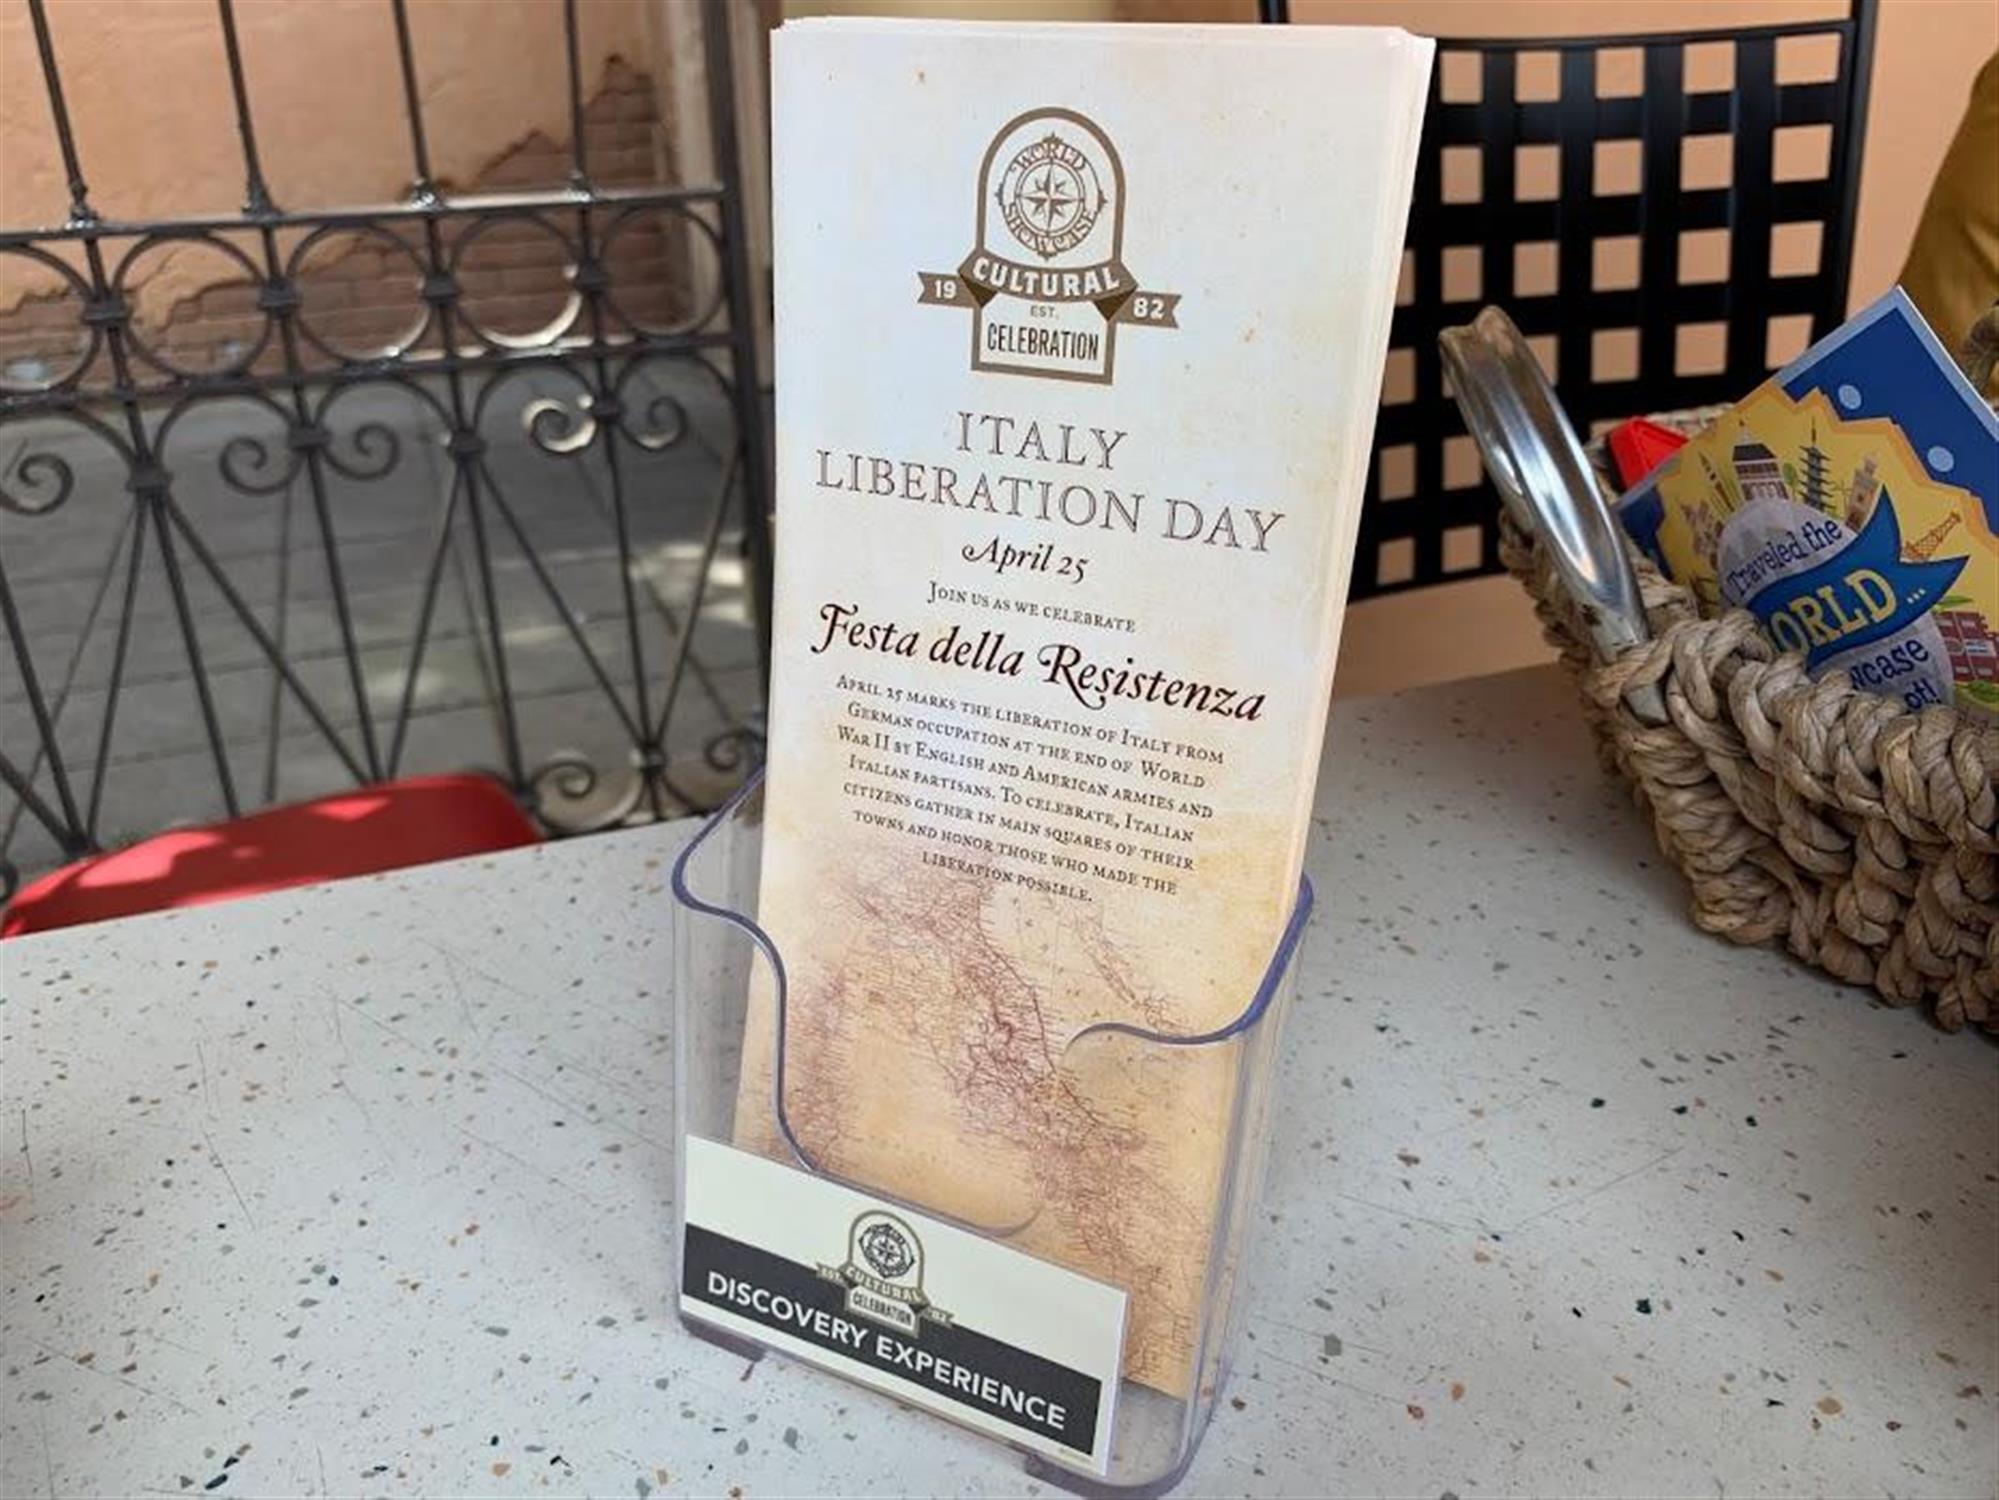 WORLD
SHOWCASE
CULTURAL
19 EST. 82
CELEBRATION
ITALY
LIBERATION DAY
April 25
JOIN US AS WE CELEBRATE
Festa della Resistenza
APRIL 25 MARKS THE LIBERATION OF ITALY FROM
GERMAN OCCUPATION AT THE END OF WORLD
WAR II BY ENGLISH AND AMERICAN ARMIES AND
ITALIAN PARTISANS. TO CELEBRATE, ITALIAN
CITIZENS GATHER IN MAIN SQUARES OF THEIR
TOWNS AND HONOR THOSE WHO MADE THE
LIBERATION POSSIBLE.
CULTURAL
CELEBRATION
DISCOVERY EXPERIENCE
Traveled the
WORLD...
wcase
ot!